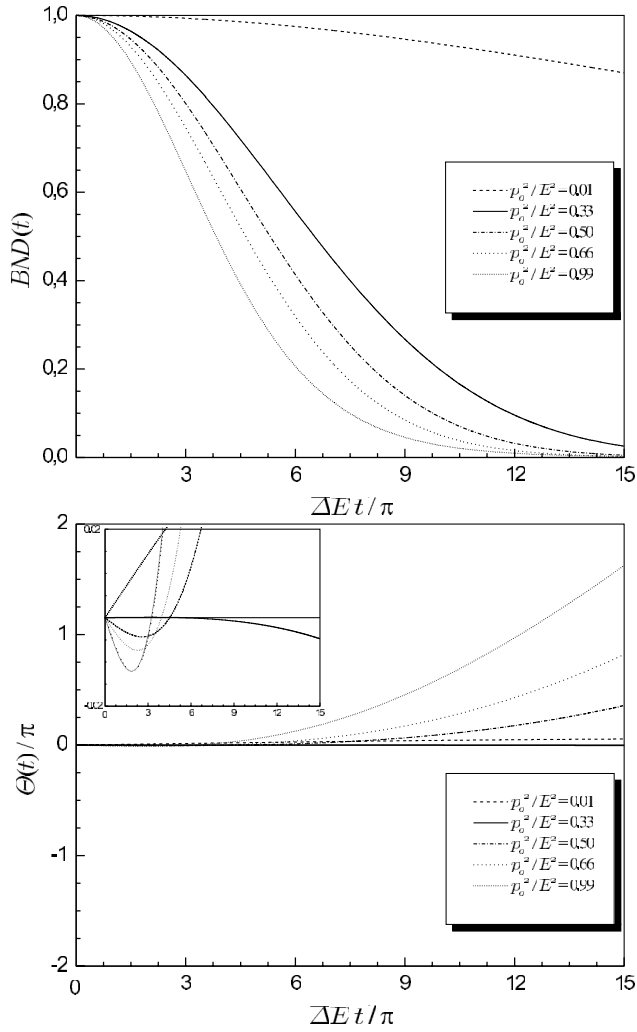 1,0
0,8
0,6
0,4
0,2
0,0
BND(t)
p₀²/E²=0.01
p₀²/E²=0.33
p₀²/E²=0.50
p₀²/E²=0.66
p₀²/E²=0.99
3 6 9 12 15
ΔE t/π
2
1
0
-1
-2
Θ(t)/π
0.02
-0.02
0 3 6 9 12 15
p₀²/E²=0.01
p₀²/E²=0.33
p₀²/E²=0.50
p₀²/E²=0.66
p₀²/E²=0.99
0 3 6 9 12 15
ΔE t/π